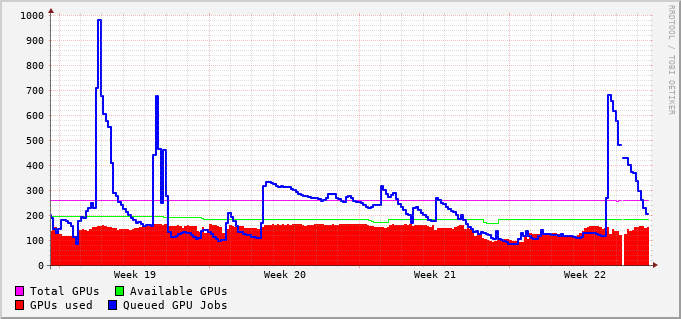 1000
900
800
700
600
500
400
300
200
100
0
Week 19 Week 20 Week 21 Week 22
Total GPUs Available GPUs
GPUs used Queued GPU Jobs
RRDTOOL / TOBI OETIKER